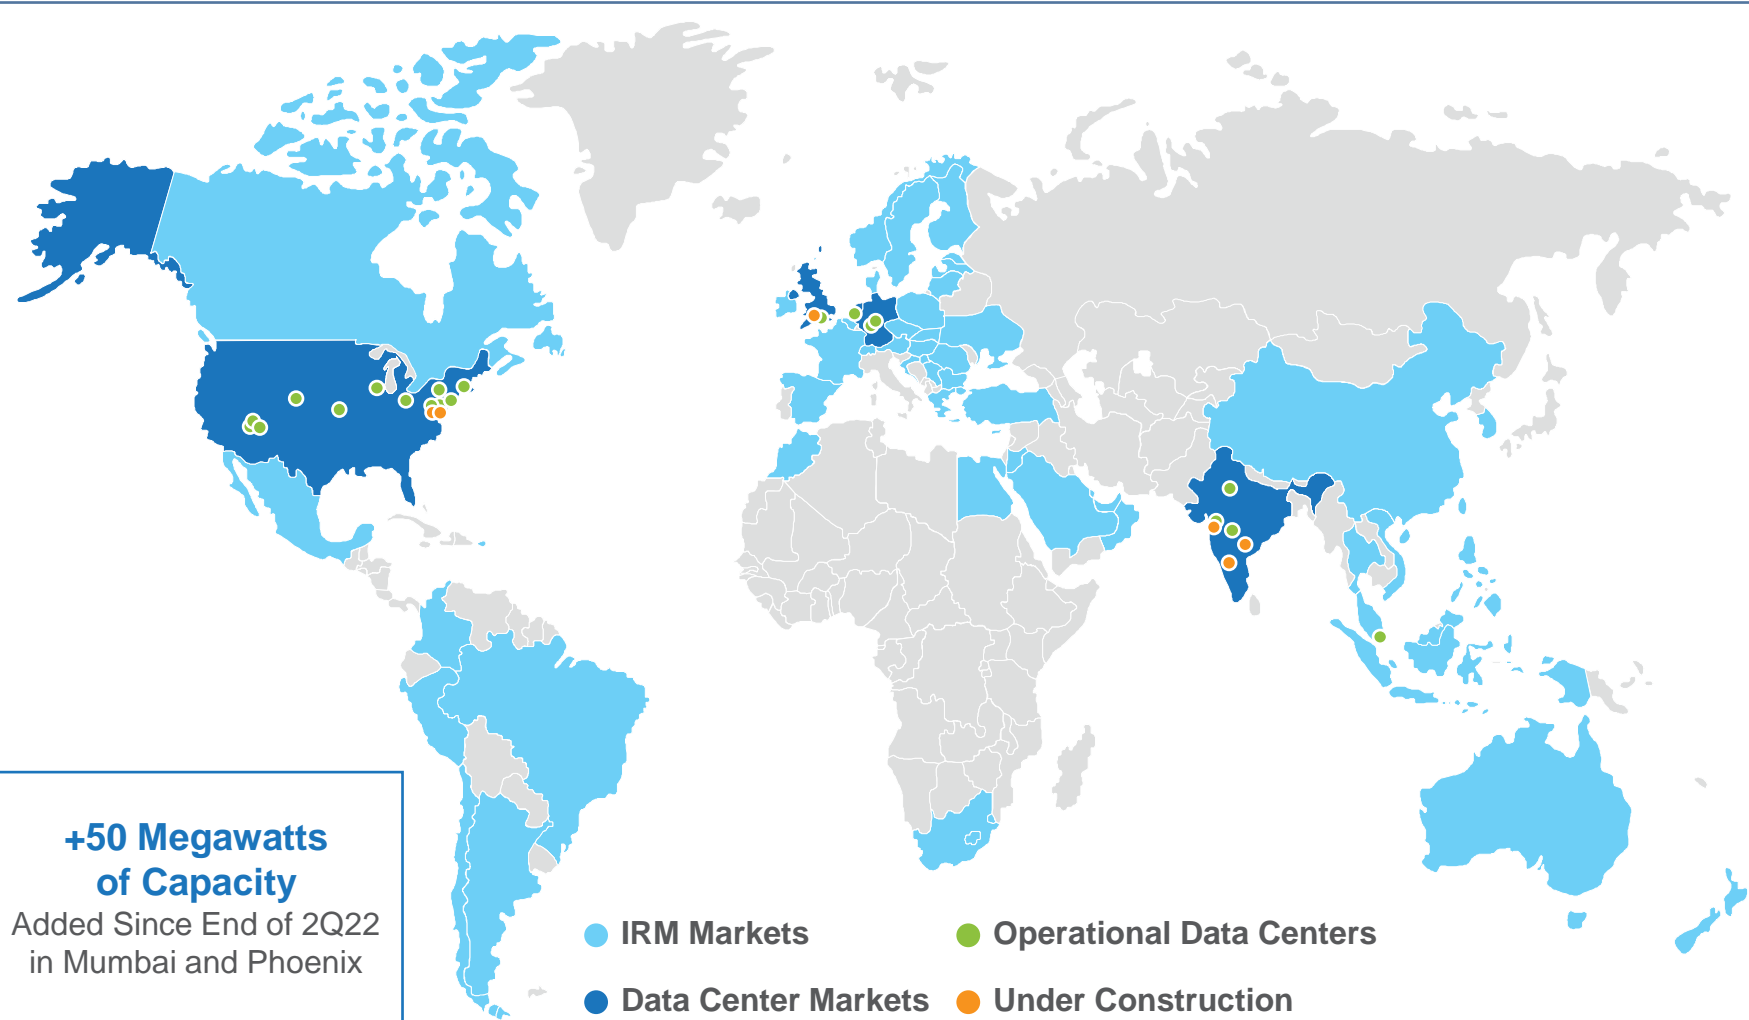 +50 Megawatts
of Capacity
Added Since End of 2Q22
in Mumbai and Phoenix
IRM Markets
Operational Data Centers
Data Center Markets
Under Construction